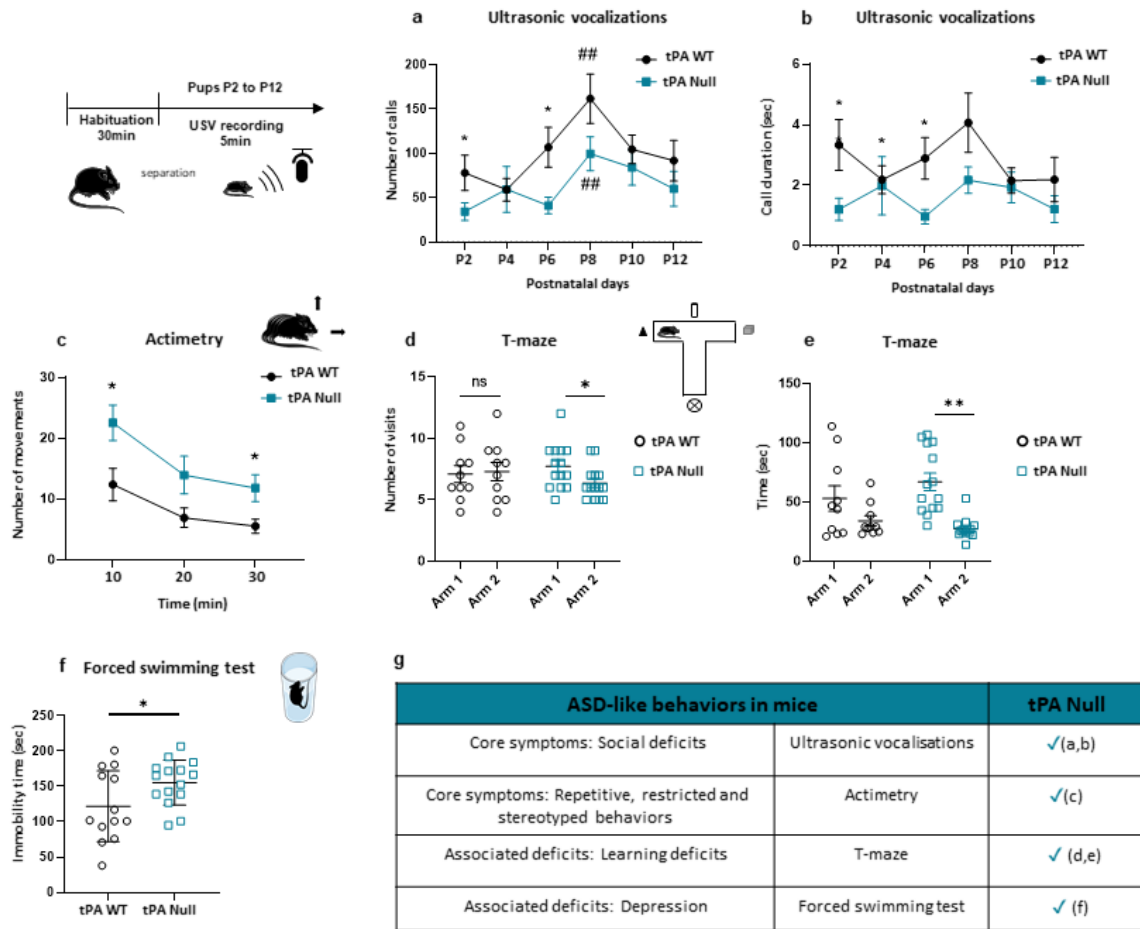 Pups P2 to P12
Habituation
30min
USV recording
5min
separation
a Ultrasonic vocalizations
tPA WT
tPA Null
Number of calls
200
150
100
50
0
*
*
##
##
P2 P4 P6 P8 P10 P12
Postnatalal days
b Ultrasonic vocalizations
tPA WT
tPA Null
Call duration (sec)
6
4
2
0
*
*
*
P2 P4 P6 P8 P10 P12
Postnatalal days
c Actimetry
tPA WT
tPA Null
Number of movements
30
20
10
0
*
*
10 20 30
Time (min)
d T-maze
Number of visits
15
10
5
0
ns
*
tPA WT
tPA Null
Arm 1 Arm 2 Arm 1 Arm 2
e T-maze
Time (sec)
150
100
50
0
**
tPA WT
tPA Null
Arm 1 Arm 2 Arm 1 Arm 2
f Forced swimming test
Immobility time (sec)
250
200
150
100
50
0
*
tPA WT tPA Null
g
ASD-like behaviors in mice tPA Null
Core symptoms: Social deficits Ultrasonic vocalisations ✓(a,b)
Core symptoms: Repetitive, restricted and
stereotyped behaviors
Actimetry ✓(c)
Associated deficits: Learning deficits T-maze ✓ (d,e)
Associated deficits: Depression Forced swimming test ✓ (f)